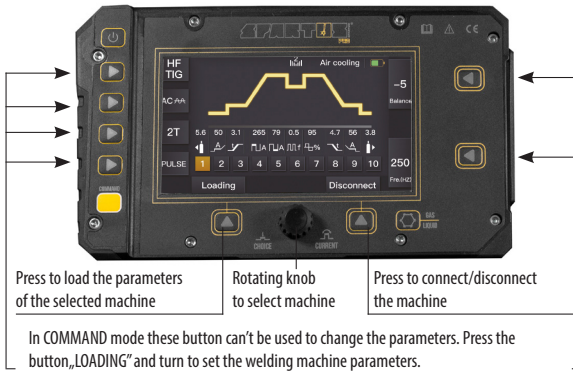 SPARTUS
PRO
CE
HF
TIG
Air cooling
AC
2T
PULSE
-5
Balance
5.6 50 3.1 265 79 0.5 95 4.7 56 3.8
A A f %
1 2 3 4 5 6 7 8 9 10
250
Fre.(HZ)
Loading
Disconnect
COMMAND
CHOICE
CURRENT
GAS
LIQUID
Press to load the parameters
of the selected machine
Rotating knob
to select machine
Press to connect/disconnect
the machine
In COMMAND mode these button can't be used to change the parameters. Press the
button„LOADING” and turn to set the welding machine parameters.